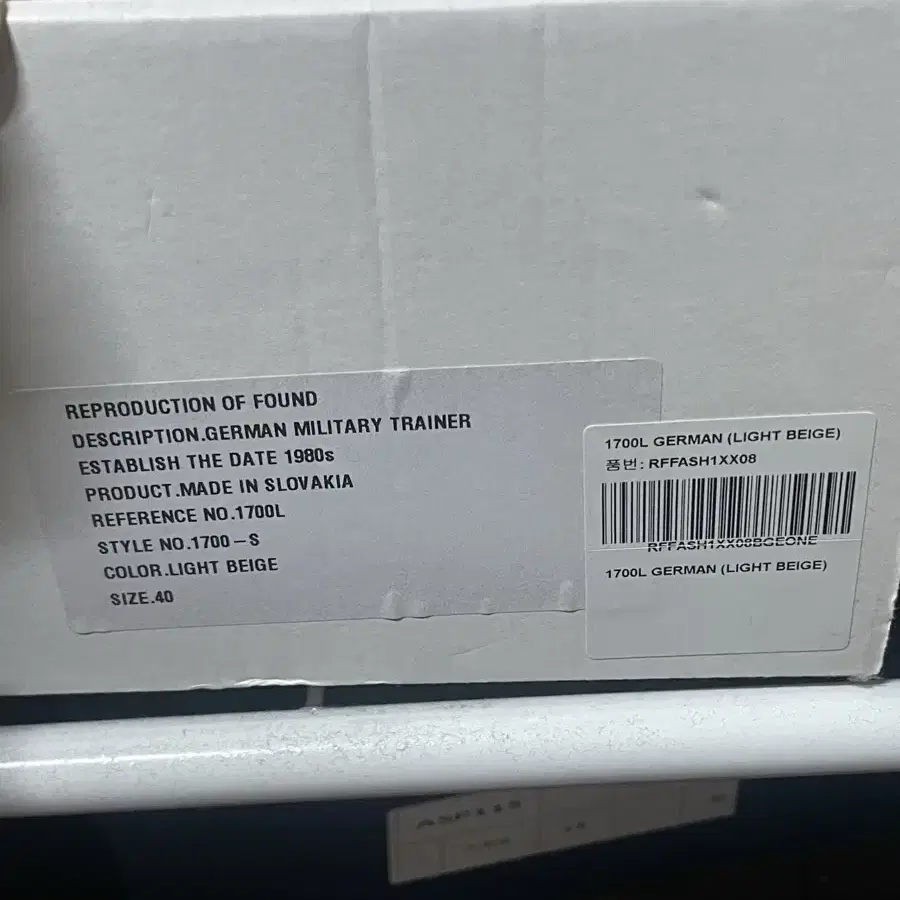 REPRODUCTION OF FOUND
DESCRIPTION.GERMAN MILITARY TRAINER
ESTABLISH THE DATE 1980s
PRODUCT.MADE IN SLOVAKIA
REFERENCE NO.1700L
STYLE NO.1700-S
COLOR.LIGHT BEIGE
SIZE.40
1700L GERMAN (LIGHT BEIGE)
품번: RFFASH1XX08
RFFASH1XX08BGEONE
1700L GERMAN (LIGHT BEIGE)